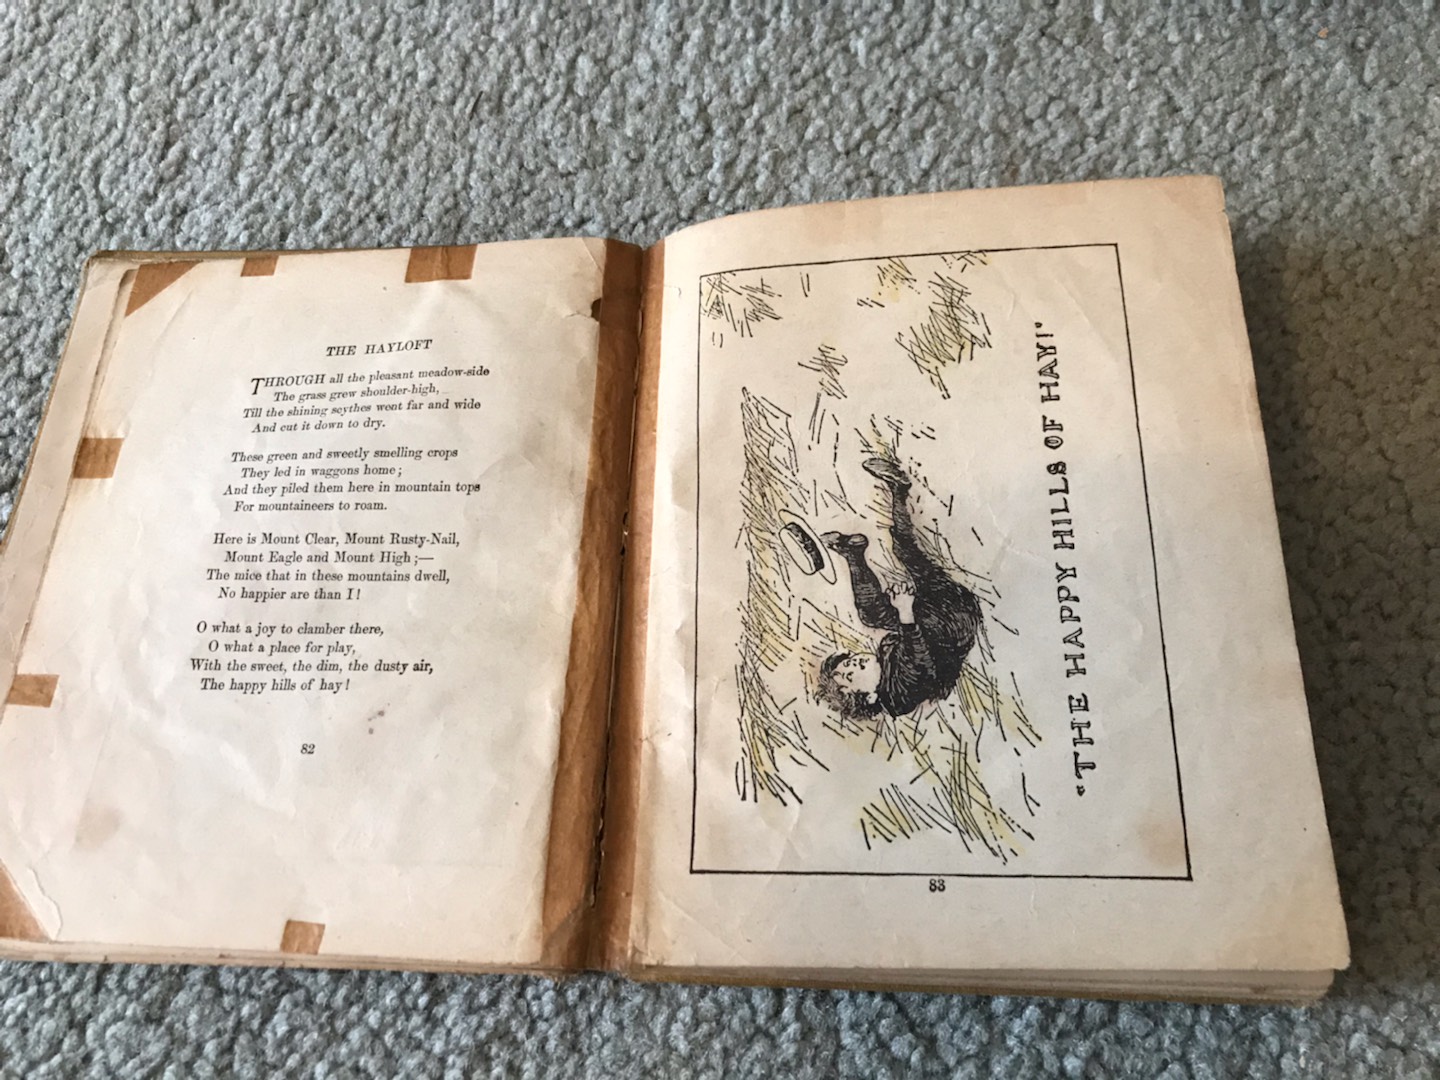 THE HAYLOFT
THROUGH all the pleasant meadow-side
The grass grew shoulder-high,
Till the shining scythes went far and wide
And cut it down to dry.
These green and sweetly smelling crops
They led in waggons home;
And they piled them here in mountain tops
For mountaineers to roam.
Here is Mount Clear, Mount Rusty-Nail,
Mount Eagle and Mount High;—
The mice that in these mountains dwell,
No happier are than I!
O what a joy to clamber there,
O what a place for play,
With the sweet, the dim, the dusty air,
The happy hills of hay!
82
"THE HAPPY HILLS OF HAY!"
83